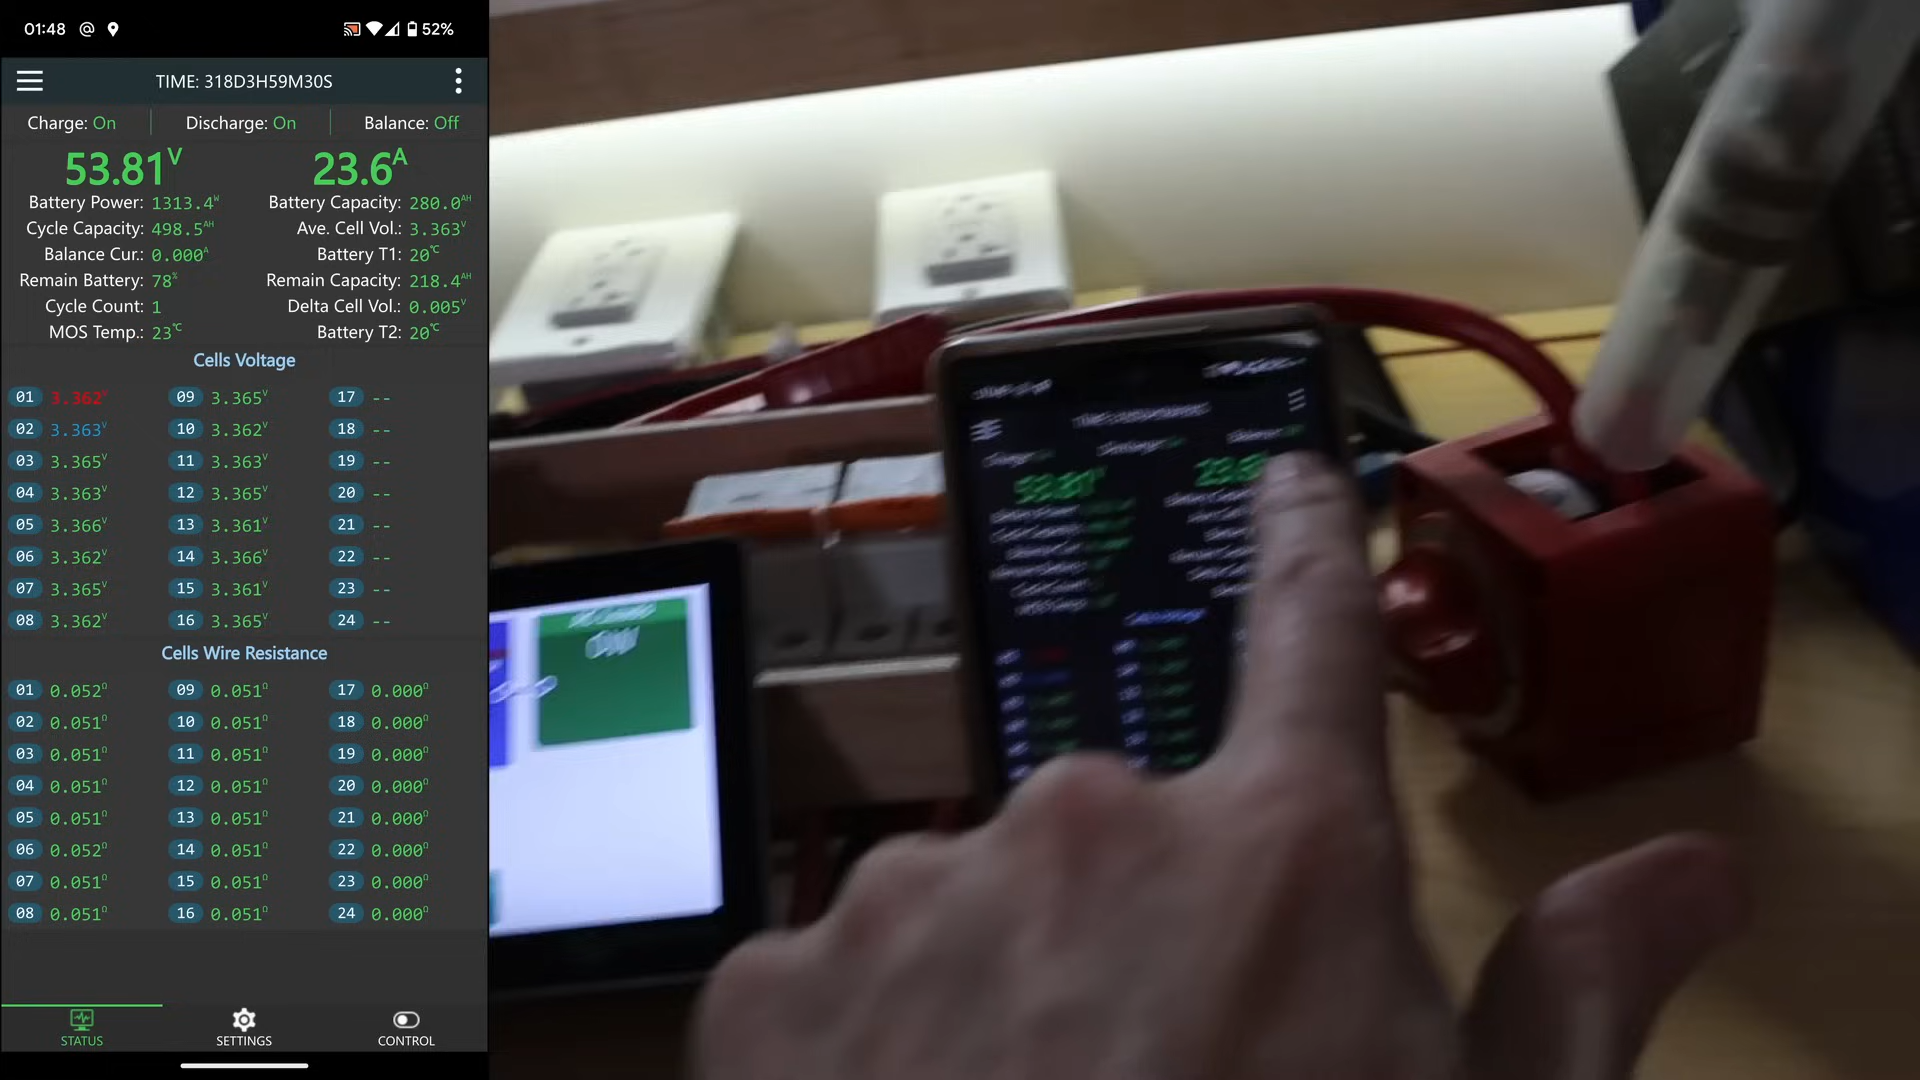 01:48 @ 52%
TIME: 318D3H59M30S
Charge: On Discharge: On Balance: Off
53.81V 23.6A
Battery Power: 1313.4W Battery Capacity: 280.0AH
Cycle Capacity: 498.5AH Ave. Cell Vol.: 3.363V
Balance Cur.: 0.000A Battery T1: 20℃
Remain Battery: 78% Remain Capacity: 218.4AH
Cycle Count: 1 Delta Cell Vol.: 0.005V
MOS Temp.: 23℃ Battery T2: 20℃
Cells Voltage
01 3.362V 09 3.365V 17 --
02 3.363V 10 3.362V 18 --
03 3.365V 11 3.363V 19 --
04 3.363V 12 3.365V 20 --
05 3.366V 13 3.361V 21 --
06 3.362V 14 3.366V 22 --
07 3.365V 15 3.361V 23 --
08 3.362V 16 3.365V 24 --
Cells Wire Resistance
01 0.052Ω 09 0.051Ω 17 0.000Ω
02 0.051Ω 10 0.051Ω 18 0.000Ω
03 0.051Ω 11 0.051Ω 19 0.000Ω
04 0.051Ω 12 0.051Ω 20 0.000Ω
05 0.051Ω 13 0.051Ω 21 0.000Ω
06 0.052Ω 14 0.051Ω 22 0.000Ω
07 0.051Ω 15 0.051Ω 23 0.000Ω
08 0.051Ω 16 0.051Ω 24 0.000Ω
STATUS SETTINGS CONTROL
53.81V 23.6